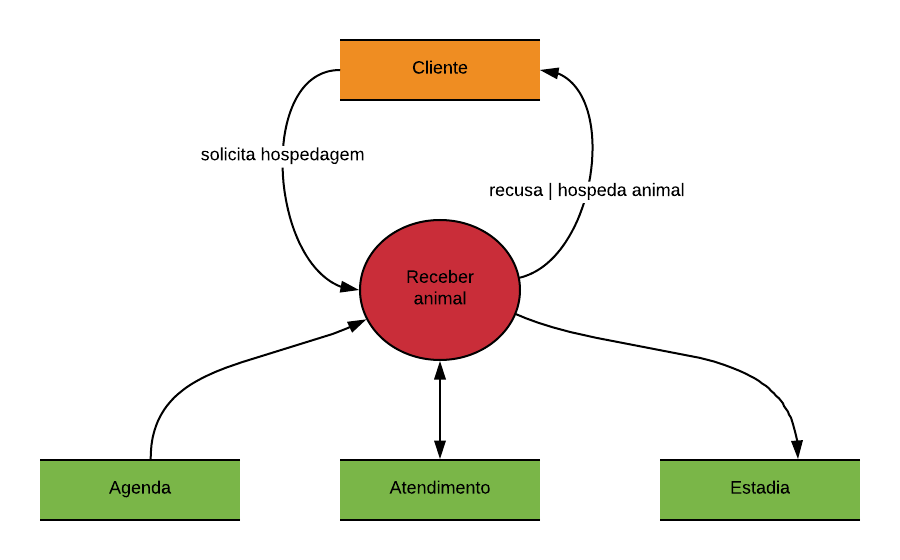 Cliente
solicita hospedagem
recusa | hospeda animal
Receber
animal
Agenda
Atendimento
Estadia